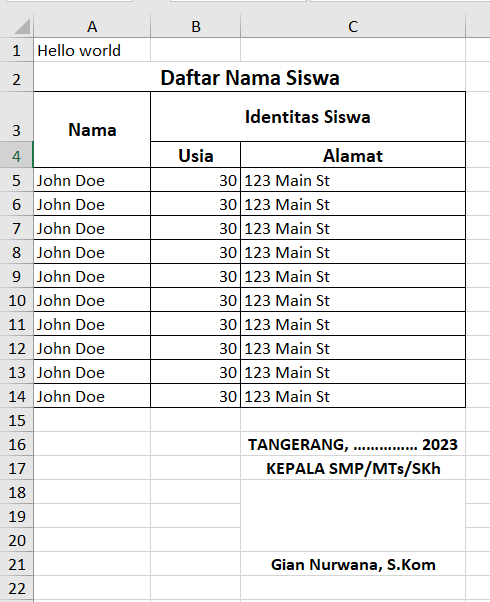 A B C
1 Hello world
2 Daftar Nama Siswa
3 Nama Identitas Siswa
4 Usia Alamat
5 John Doe 30 123 Main St
6 John Doe 30 123 Main St
7 John Doe 30 123 Main St
8 John Doe 30 123 Main St
9 John Doe 30 123 Main St
10 John Doe 30 123 Main St
11 John Doe 30 123 Main St
12 John Doe 30 123 Main St
13 John Doe 30 123 Main St
14 John Doe 30 123 Main St
15
16 TANGERANG, …………… 2023
17 KEPALA SMP/MTs/SKh
18
19
20
21 Gian Nurwana, S.Kom
22